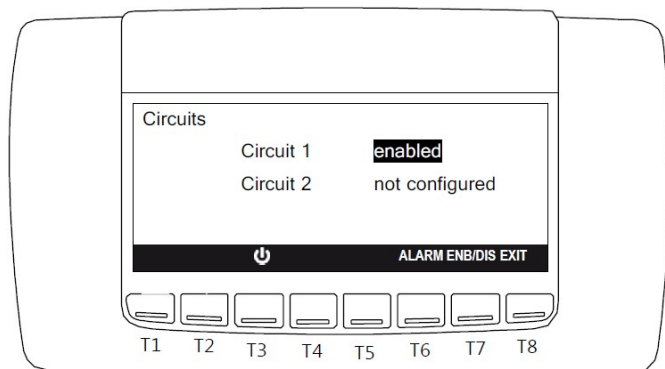 Circuits
Circuit 1 enabled
Circuit 2 not configured
ALARM ENB/DIS EXIT
T1 T2 T3 T4 T5 T6 T7 T8